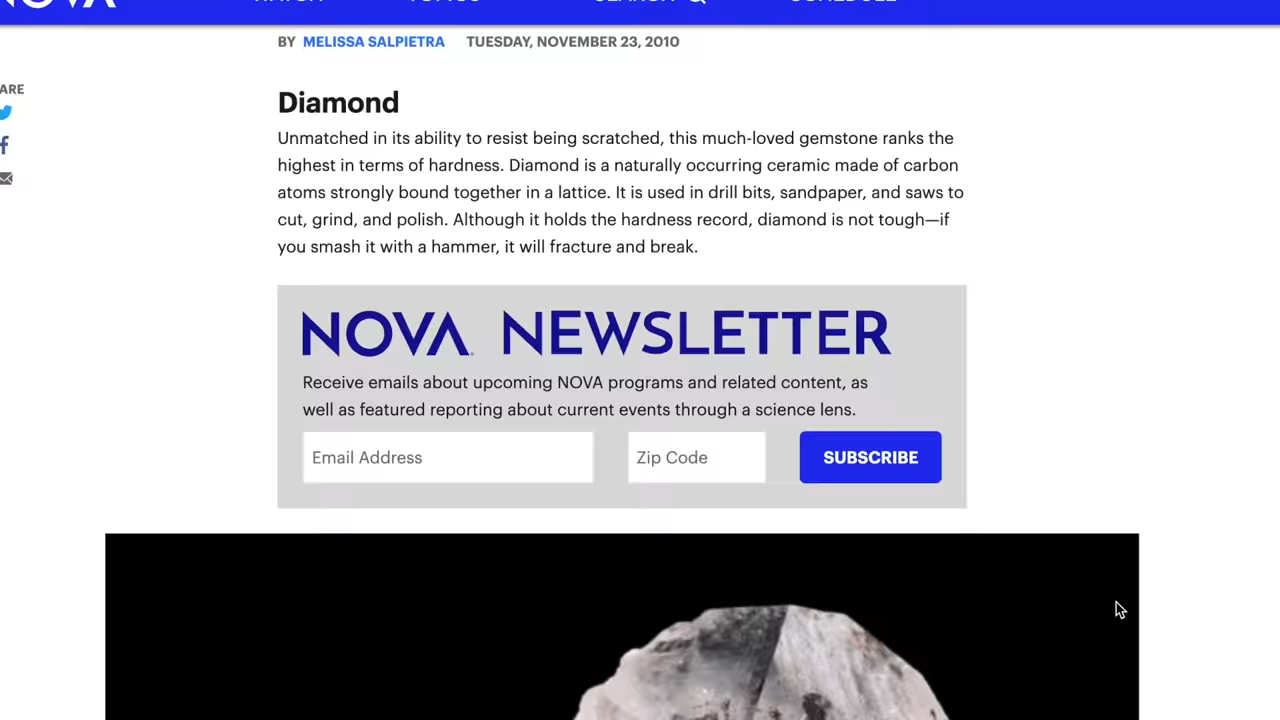 NOVA WATCH TOPICS SEARCH SCHEDULE
BY MELISSA SALPIETRA TUESDAY, NOVEMBER 23, 2010
ARE
Diamond
Unmatched in its ability to resist being scratched, this much-loved gemstone ranks the
highest in terms of hardness. Diamond is a naturally occurring ceramic made of carbon
atoms strongly bound together in a lattice. It is used in drill bits, sandpaper, and saws to
cut, grind, and polish. Although it holds the hardness record, diamond is not tough—if
you smash it with a hammer, it will fracture and break.
NOVA NEWSLETTER
Receive emails about upcoming NOVA programs and related content, as
well as featured reporting about current events through a science lens.
Email Address Zip Code SUBSCRIBE